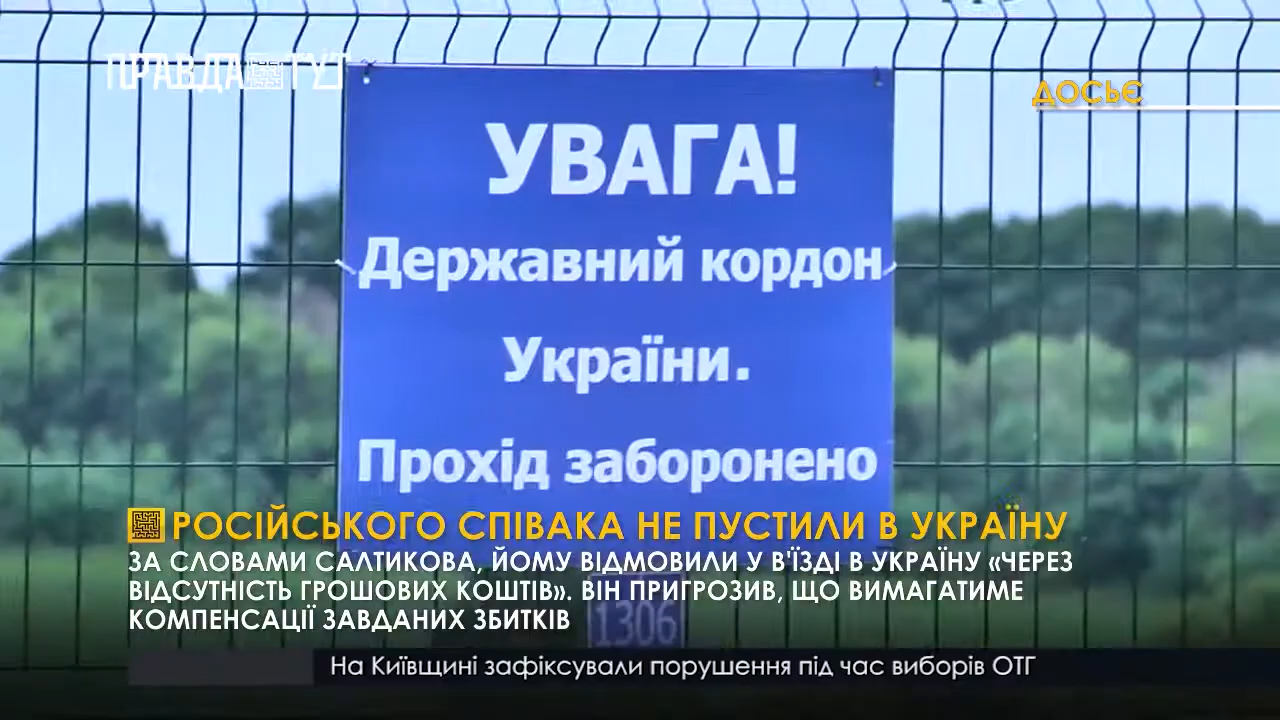 ПРАВДА ТУТ
ДОСЬЄ
УВАГА!
Державний кордон
України.
Прохід заборонено
РОСІЙСЬКОГО СПІВАКА НЕ ПУСТИЛИ В УКРАЇНУ
ЗА СЛОВАМИ САЛТИКОВА, ЙОМУ ВІДМОВИЛИ У В'ЇЗДІ В УКРАЇНУ «ЧЕРЕЗ
ВІДСУТНІСТЬ ГРОШОВИХ КОШТІВ». ВІН ПРИГРОЗИВ, ЩО ВИМАГАТИМЕ
КОМПЕНСАЦІЇ ЗАВДАНИХ ЗБИТКІВ
1306
На Київщині зафіксували порушення під час виборів ОТГ